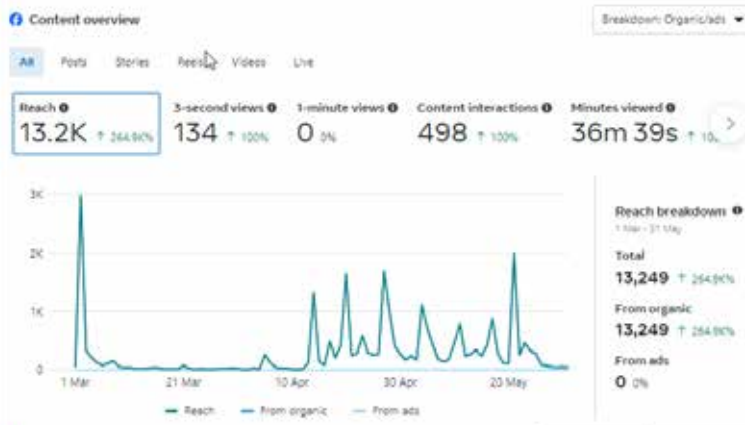 Content overview
Breakdown: Organic/ads
All Posts Stories Reels Videos Live
Reach 3-second views 1-minute views Content interactions Minutes viewed
13.2K ↑ 264.9K% 134 ↑ 100% 0 0% 498 ↑ 100% 36m 39s ↑
3K
2K
1K
0
1 Mar 21 Mar 10 Apr 30 Apr 20 May
Reach From organic From ads
Reach breakdown
1 Mar - 31 May
Total
13,249 ↑ 264.9K%
From organic
13,249 ↑ 264.9K%
From ads
0 0%